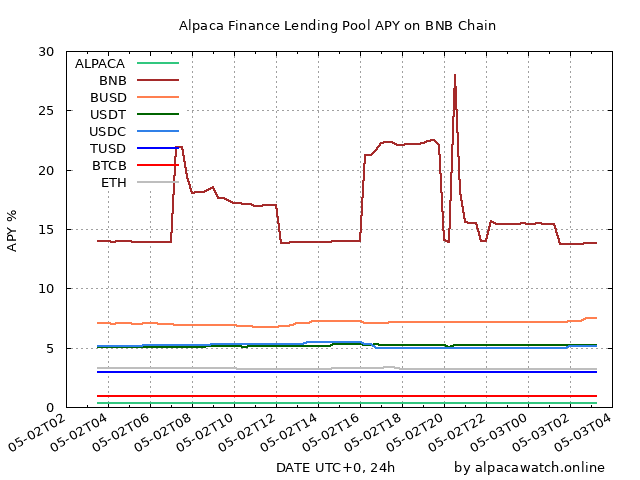 Alpaca Finance Lending Pool APY on BNB Chain
30
25
20
15
10
5
0
APY %
ALPACA
BNB
BUSD
USDT
USDC
TUSD
BTCB
ETH
05-02T02
05-02T04
05-02T06
05-02T08
05-02T10
05-02T12
05-02T14
05-02T16
05-02T18
05-02T20
05-02T22
05-03T00
05-03T02
05-03T04
DATE UTC+0, 24h
by alpacawatch.online